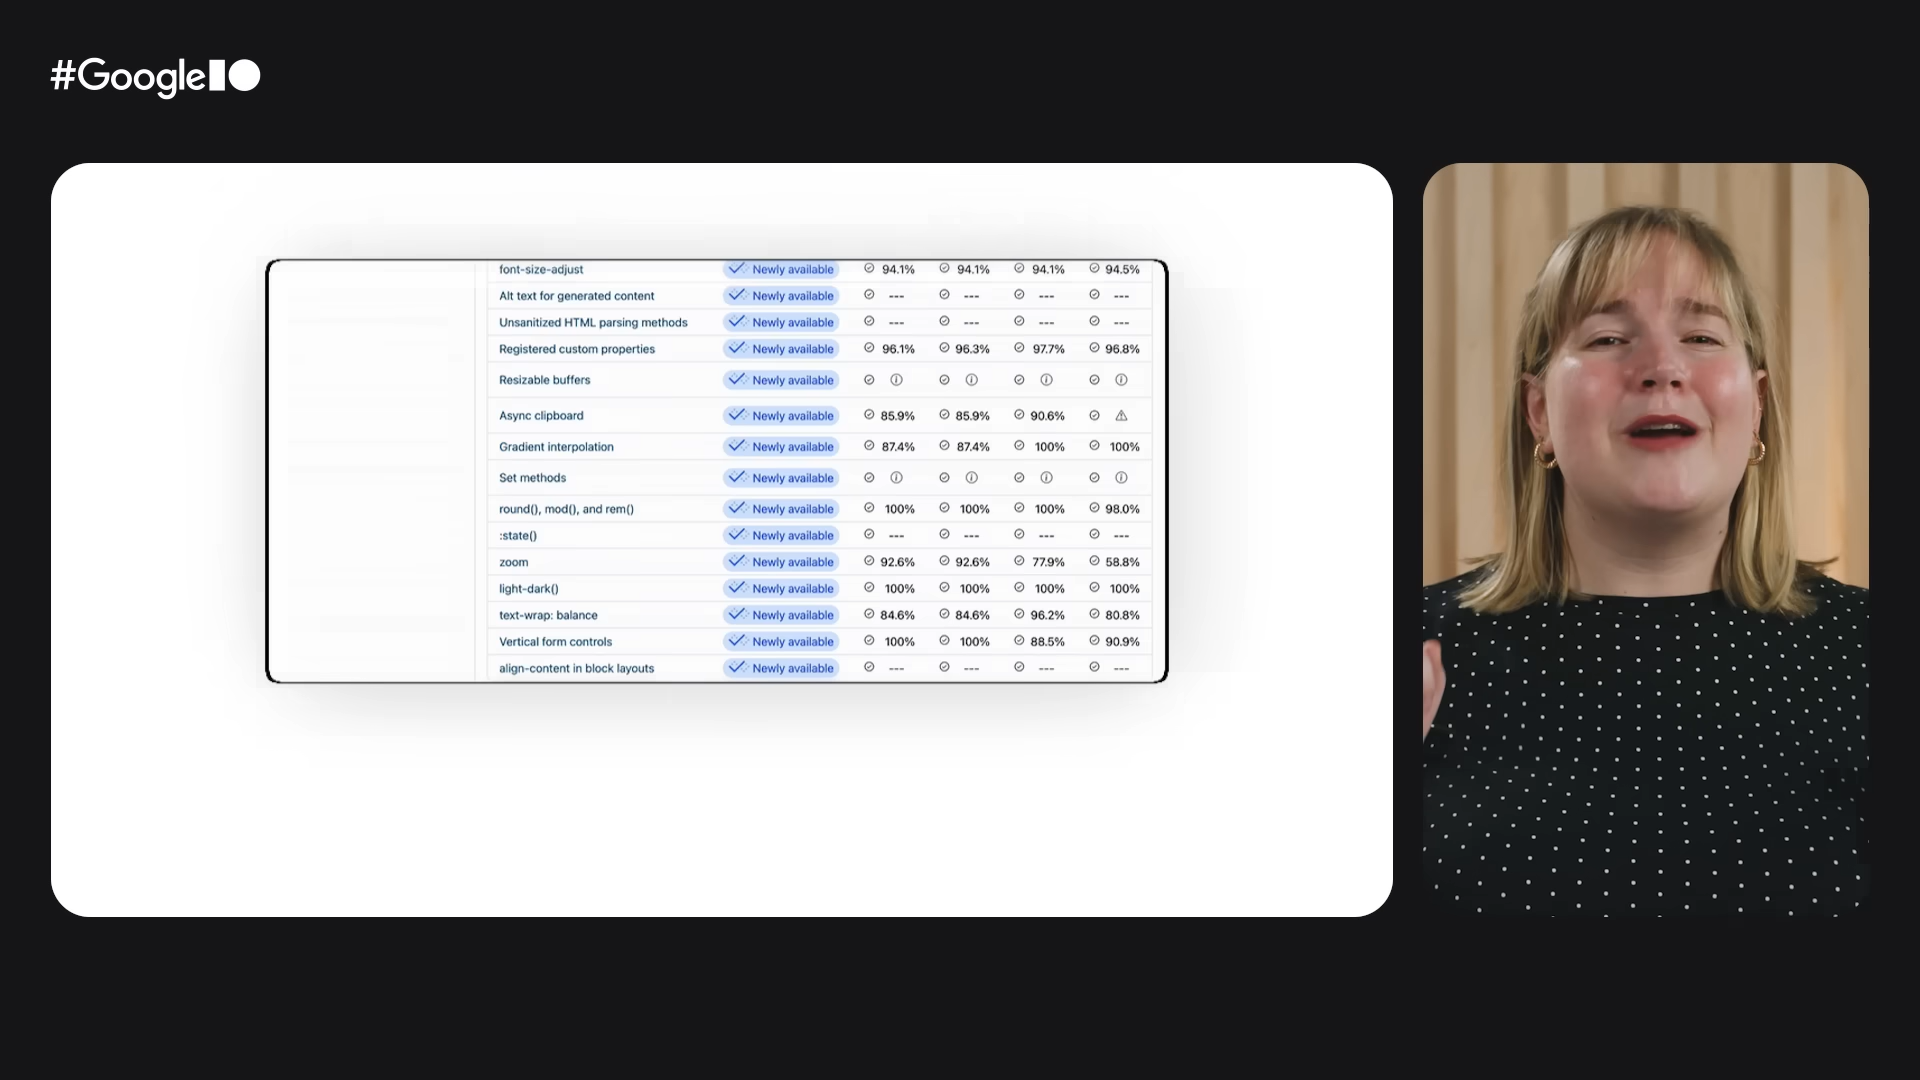 #GoogleIO
font-size-adjust Newly available 94.1% 94.1% 94.1% 94.5%
Alt text for generated content Newly available --- --- --- ---
Unsanitized HTML parsing methods Newly available --- --- --- ---
Registered custom properties Newly available 96.1% 96.3% 97.7% 96.8%
Resizable buffers Newly available
Async clipboard Newly available 85.9% 85.9% 90.6%
Gradient interpolation Newly available 87.4% 87.4% 100% 100%
Set methods Newly available
round(), mod(), and rem() Newly available 100% 100% 100% 98.0%
:state() Newly available --- --- --- ---
zoom Newly available 92.6% 92.6% 77.9% 58.8%
light-dark() Newly available 100% 100% 100% 100%
text-wrap: balance Newly available 84.6% 84.6% 96.2% 80.8%
Vertical form controls Newly available 100% 100% 88.5% 90.9%
align-content in block layouts Newly available --- --- --- ---